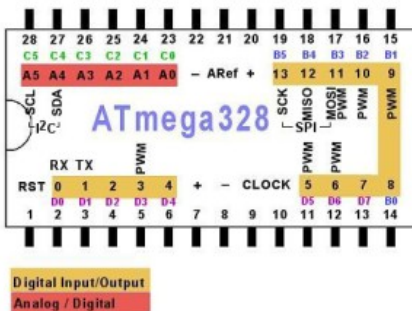 28 27 26 25 24 23 22 21 20 19 18 17 16 15
C5 C4 C3 C2 C1 C0 B5 B4 B3 B2 B1
A5 A4 A3 A2 A1 A0 – ARef + 13 12 11 10 9
SCL SDA SCK MISO MOSI PWM PWM PWM
I²C SPI
ATmega328
RX TX PWM PWM PWM
RST 0 1 2 3 4 + – CLOCK 5 6 7 8
D0 D1 D2 D3 D4 D5 D6 D7 B0
1 2 3 4 5 6 7 8 9 10 11 12 13 14
Digital Input/Output
Analog / Digital